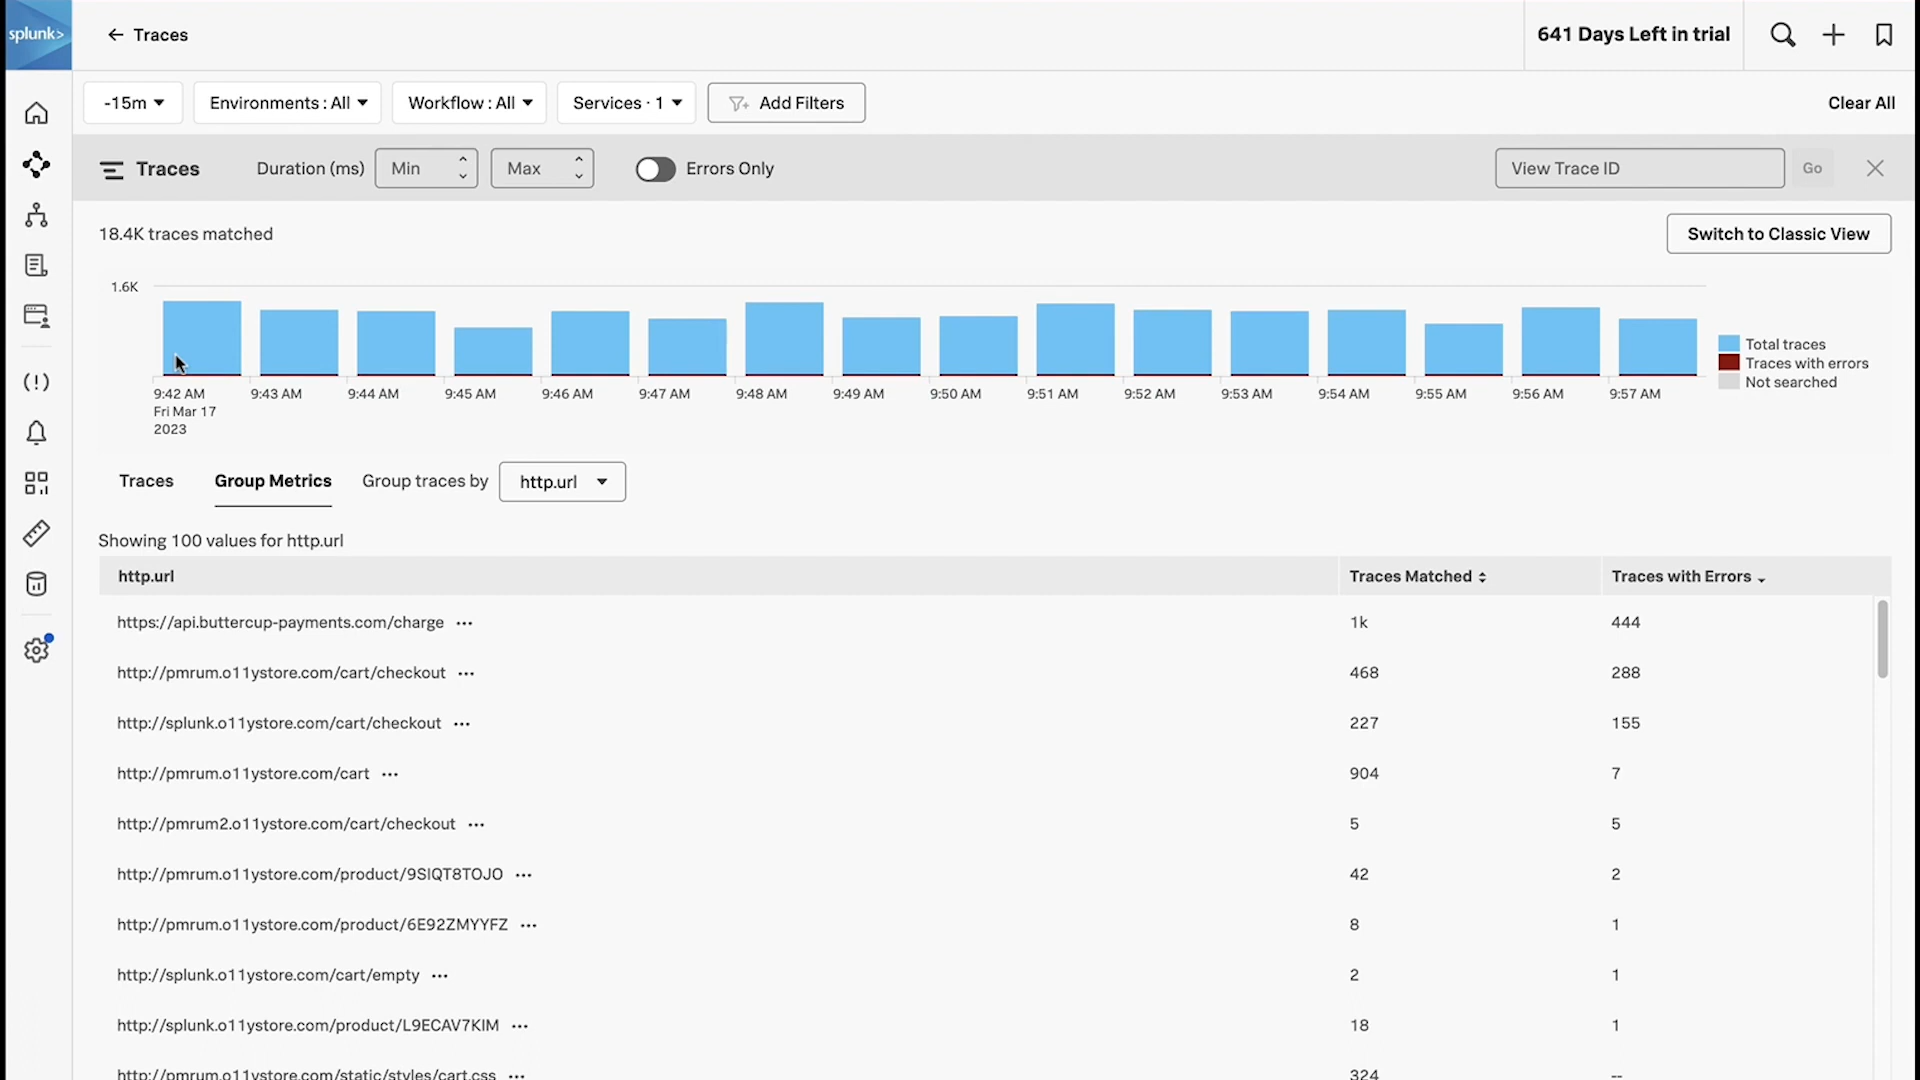 splunk>
Traces
641 Days Left in trial
-15m
Environments : All
Workflow : All
Services · 1
Add Filters
Clear All
Traces
Duration (ms)
Min
Max
Errors Only
View Trace ID
Go
18.4K traces matched
Switch to Classic View
1.6K
Total traces
Traces with errors
Not searched
9:42 AM 9:43 AM 9:44 AM 9:45 AM 9:46 AM 9:47 AM 9:48 AM 9:49 AM 9:50 AM 9:51 AM 9:52 AM 9:53 AM 9:54 AM 9:55 AM 9:56 AM 9:57 AM
Fri Mar 17
2023
Traces
Group Metrics
Group traces by
http.url
Showing 100 values for http.url
http.url Traces Matched Traces with Errors
https://api.buttercup-payments.com/charge ··· 1k 444
http://pmrum.o11ystore.com/cart/checkout ··· 468 288
http://splunk.o11ystore.com/cart/checkout ··· 227 155
http://pmrum.o11ystore.com/cart ··· 904 7
http://pmrum2.o11ystore.com/cart/checkout ··· 5 5
http://pmrum.o11ystore.com/product/9SIQT8TOJO ··· 42 2
http://pmrum.o11ystore.com/product/6E92ZMYYFZ ··· 8 1
http://splunk.o11ystore.com/cart/empty ··· 2 1
http://splunk.o11ystore.com/product/L9ECAV7KIM ··· 18 1
http://pmrum.o11ystore.com/static/styles/cart.css ··· 324 --